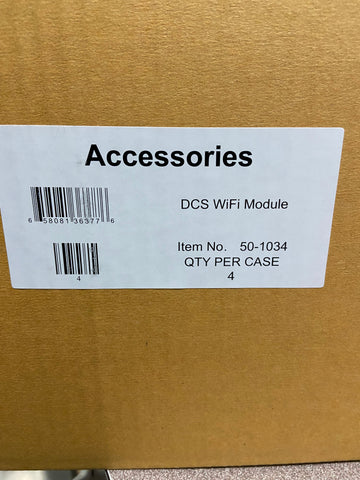 Accessories
DCS WiFi Module
6 58081 36377 6
Item No. 50-1034
QTY PER CASE
4
4